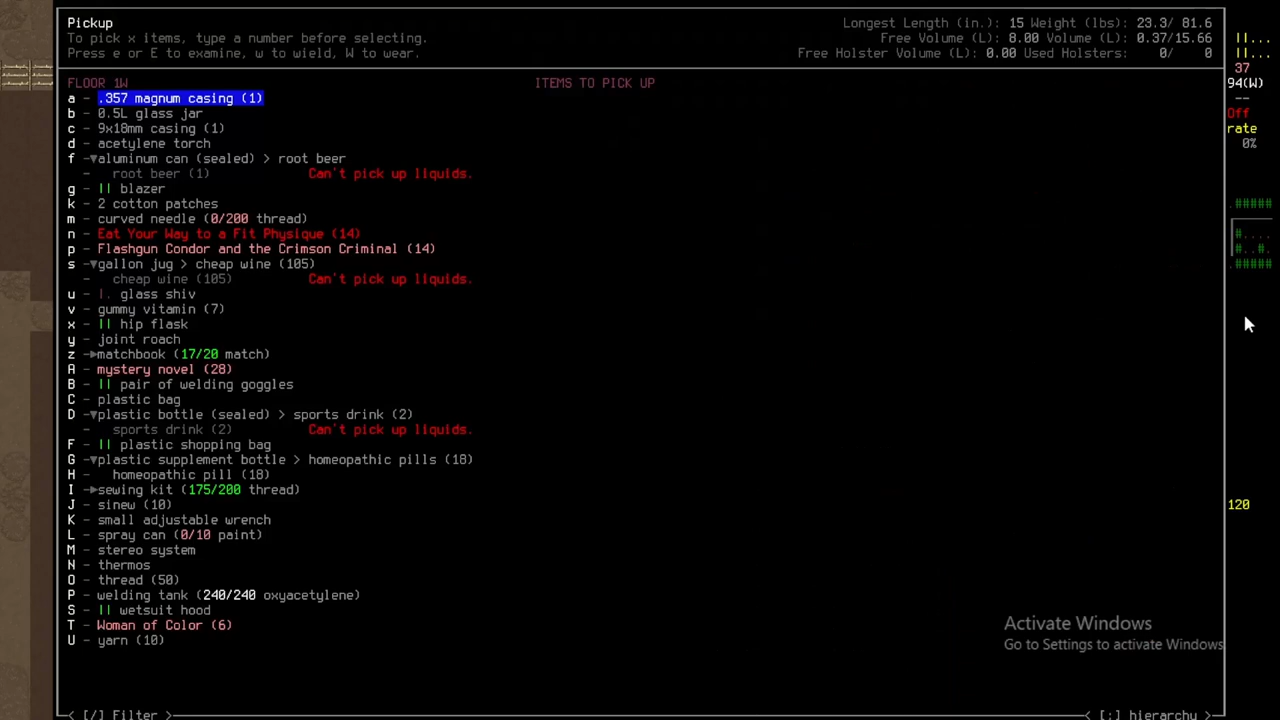 Pickup
Longest Length (in.): 15 Weight (lbs): 23.3/ 81.6
To pick x items, type a number before selecting.
Free Volume (L): 8.00 Volume (L): 0.37/15.66
Press e or E to examine, w to wield, W to wear.
Free Holster Volume (L): 0.00 Used Holsters: 0/ 0
37
FLOOR 1W
ITEMS TO PICK UP
94(W)
a - .357 magnum casing (1)
b - 0.5L glass jar
Off
c - 9x18mm casing (1)
rate
d - acetylene torch
0%
f -▼aluminum can (sealed) > root beer
- root beer (1) Can't pick up liquids.
g - || blazer
k - 2 cotton patches
.#####
m - curved needle (0/200 thread)
n - Eat Your Way to a Fit Physique (14)
#....
p - Flashgun Condor and the Crimson Criminal (14)
#..#.
s -▼gallon jug > cheap wine (105)
.#####
- cheap wine (105) Can't pick up liquids.
u - |. glass shiv
v - gummy vitamin (7)
x - || hip flask
y - joint roach
z -►matchbook (17/20 match)
A - mystery novel (28)
B - || pair of welding goggles
C - plastic bag
D -▼plastic bottle (sealed) > sports drink (2)
- sports drink (2) Can't pick up liquids.
F - || plastic shopping bag
G -▼plastic supplement bottle > homeopathic pills (18)
H - homeopathic pill (18)
I -►sewing kit (175/200 thread)
J - sinew (10)
120
K - small adjustable wrench
L - spray can (0/10 paint)
M - stereo system
N - thermos
O - thread (50)
P - welding tank (240/240 oxyacetylene)
S - || wetsuit hood
T - Woman of Color (6)
U - yarn (10)
Activate Windows
Go to Settings to activate Windows
< [/] Filter >
< [:] hierarchy >